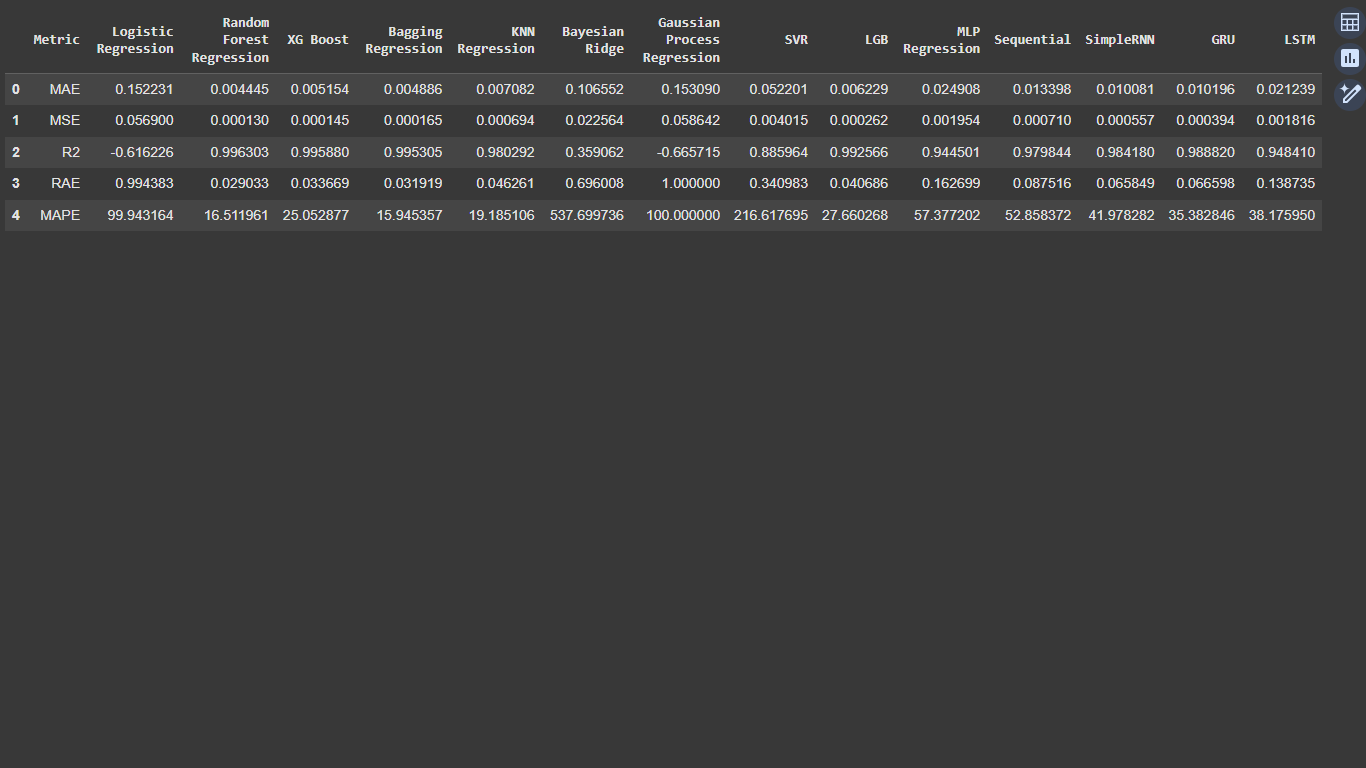 Metric Logistic Regression Random Forest Regression XG Boost Bagging Regression KNN Regression Bayesian Ridge Gaussian Process Regression SVR LGB MLP Regression Sequential SimpleRNN GRU LSTM
0 MAE 0.152231 0.004445 0.005154 0.004886 0.007082 0.106552 0.153090 0.052201 0.006229 0.024908 0.013398 0.010081 0.010196 0.021239
1 MSE 0.056900 0.000130 0.000145 0.000165 0.000694 0.022564 0.058642 0.004015 0.000262 0.001954 0.000710 0.000557 0.000394 0.001816
2 R2 -0.616226 0.996303 0.995880 0.995305 0.980292 0.359062 -0.665715 0.885964 0.992566 0.944501 0.979844 0.984180 0.988820 0.948410
3 RAE 0.994383 0.029033 0.033669 0.031919 0.046261 0.696008 1.000000 0.340983 0.040686 0.162699 0.087516 0.065849 0.066598 0.138735
4 MAPE 99.943164 16.511961 25.052877 15.945357 19.185106 537.699736 100.000000 216.617695 27.660268 57.377202 52.858372 41.978282 35.382846 38.175950